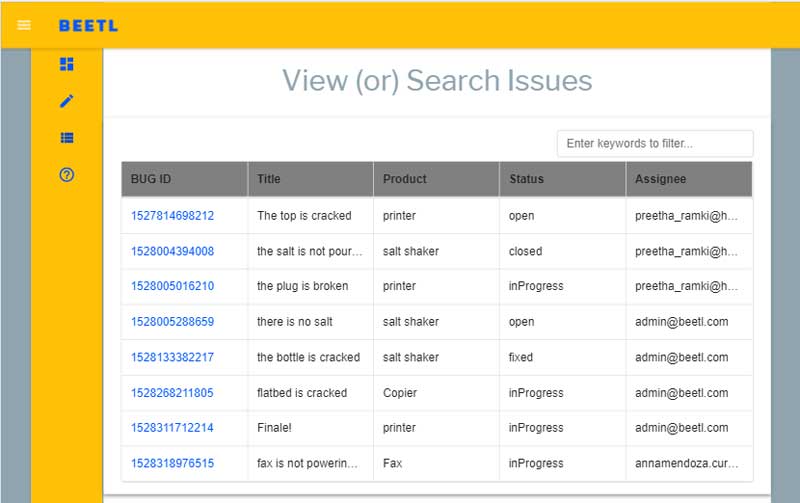 BEETL
View (or) Search Issues
Enter keywords to filter...
BUG ID Title Product Status Assignee
1527814698212 The top is cracked printer open preetha_ramki@h...
1528004394008 the salt is not pour... salt shaker closed preetha_ramki@h...
1528005016210 the plug is broken printer inProgress preetha_ramki@h...
1528005288659 there is no salt salt shaker open admin@beetl.com
1528133382217 the bottle is cracked salt shaker fixed admin@beetl.com
1528268211805 flatbed is cracked Copier inProgress admin@beetl.com
1528311712214 Finale! printer inProgress admin@beetl.com
1528318976515 fax is not powerin... Fax inProgress annamendoza.cur...